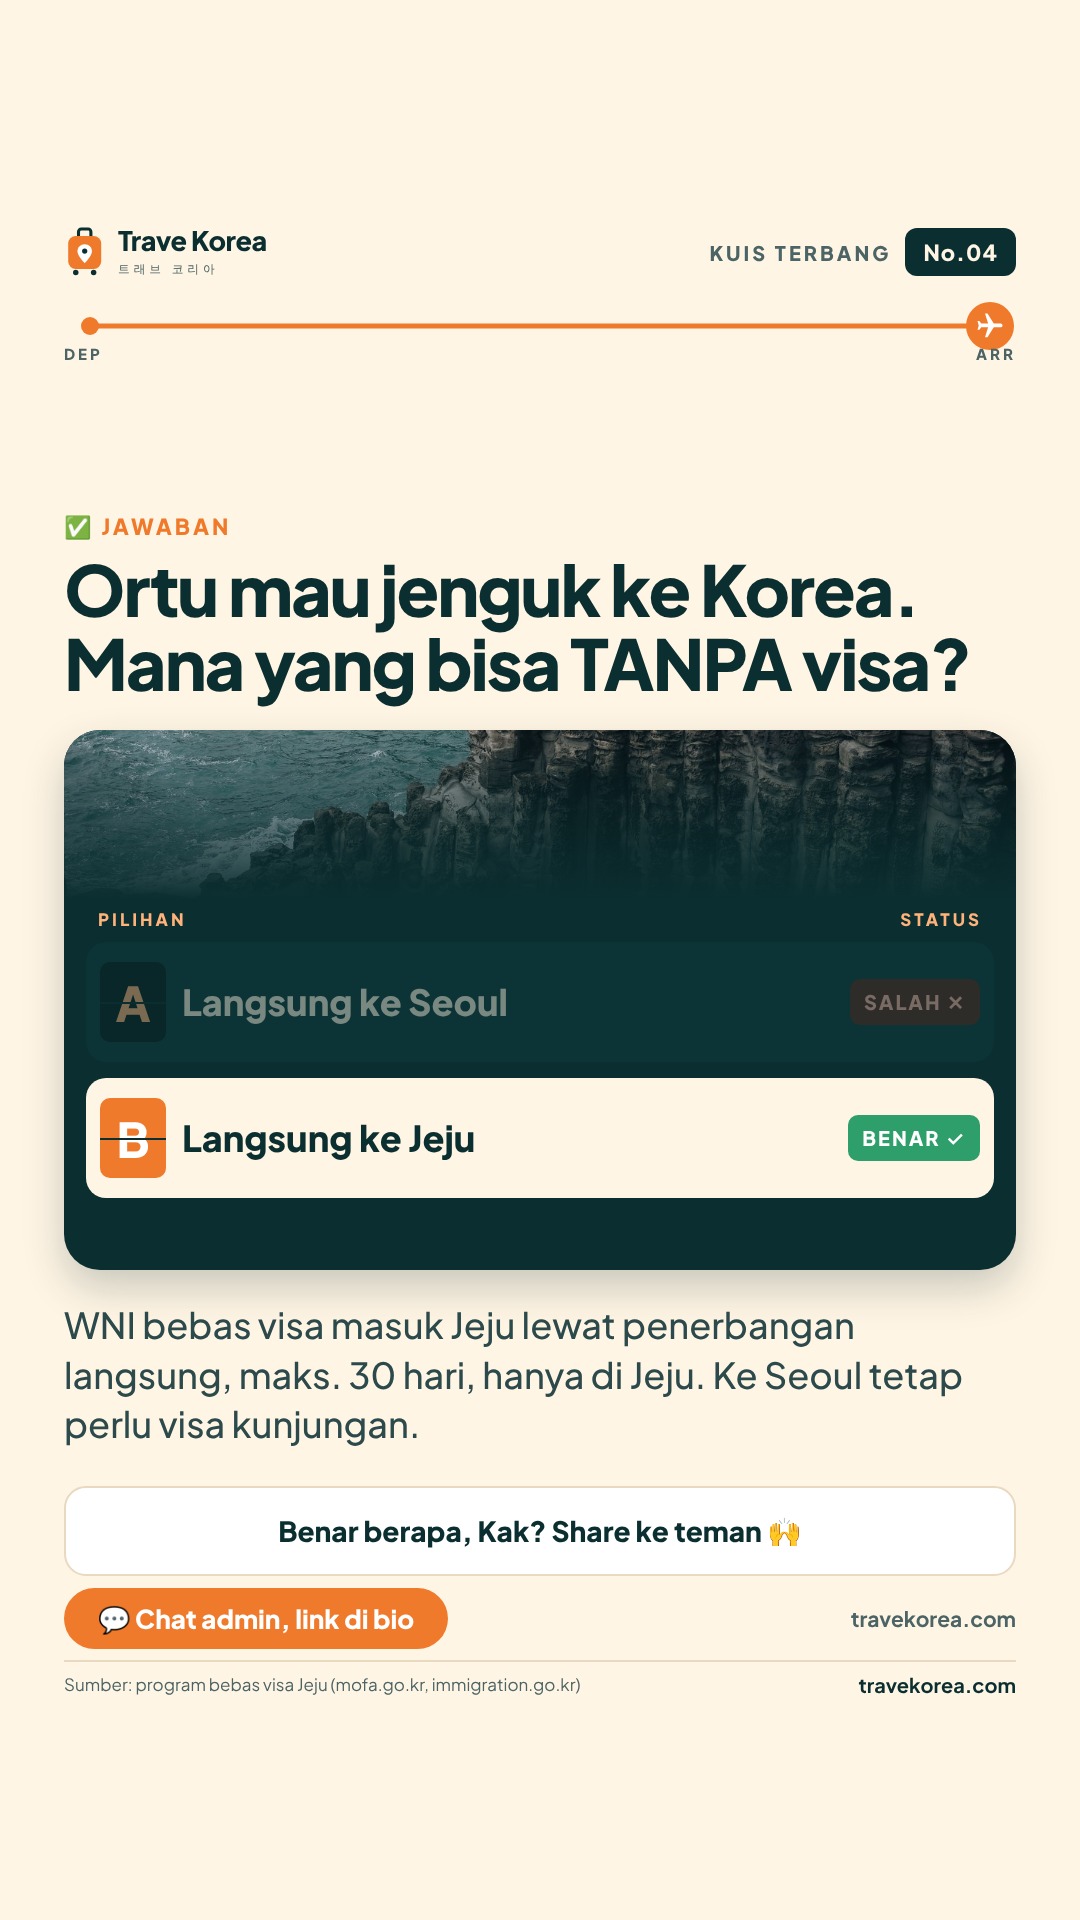 Trave Korea
트래브 코리아
KUIS TERBANG
No.04
DEP
ARR
✅ JAWABAN
Ortu mau jenguk ke Korea.
Mana yang bisa TANPA visa?
PILIHAN
STATUS
A
Langsung ke Seoul
SALAH ✕
B
Langsung ke Jeju
BENAR ✓
WNI bebas visa masuk Jeju lewat penerbangan
langsung, maks. 30 hari, hanya di Jeju. Ke Seoul tetap
perlu visa kunjungan.
Benar berapa, Kak? Share ke teman 🙌
💬 Chat admin, link di bio
travekorea.com
Sumber: program bebas visa Jeju (mofa.go.kr, immigration.go.kr)
travekorea.com